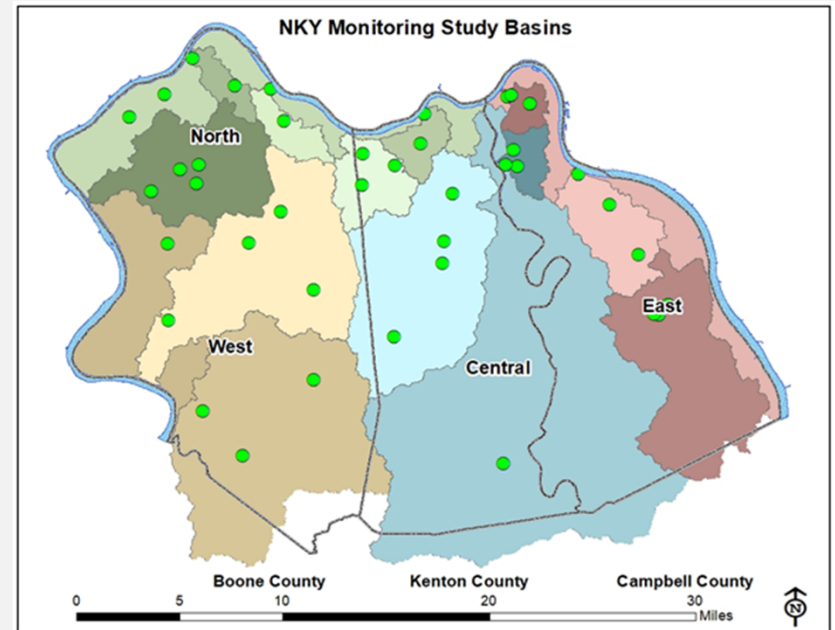 NKY Monitoring Study Basins
North
East
West
Central
Boone County
Kenton County
Campbell County
0
5
10
20
30
Miles
N